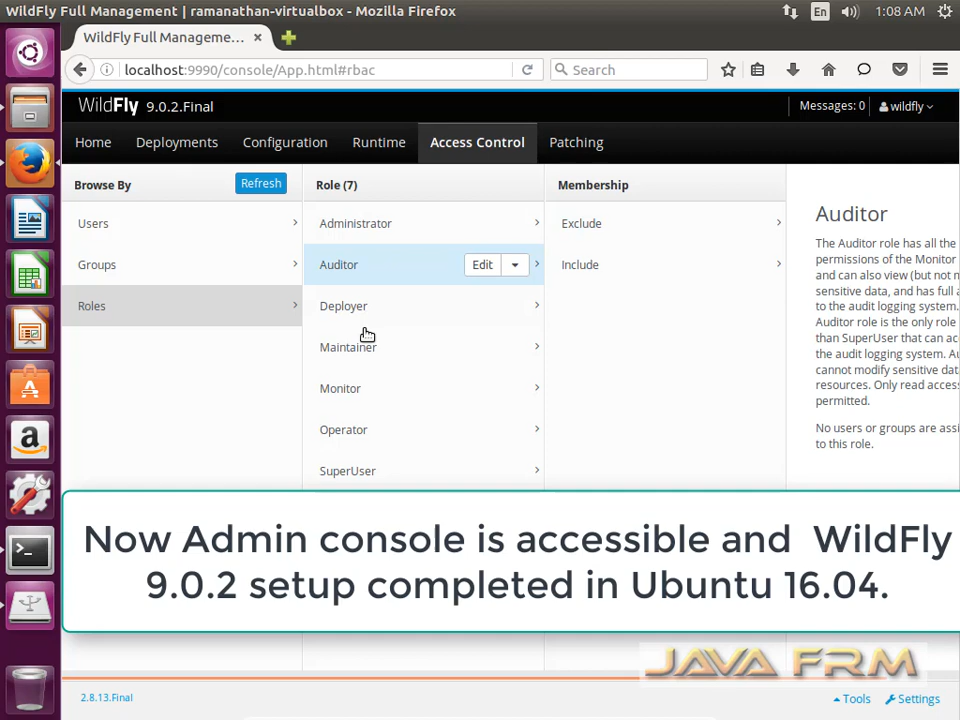 WildFly Full Management - ramanathan-virtualbox - Mozilla Firefox
En
1:08 AM
WildFly Full Manageme...
localhost:9990/console/App.html#rbac
Search
WildFly 9.0.2.Final
Messages: 0
wildfly
Home
Deployments
Configuration
Runtime
Access Control
Patching
Browse By
Refresh
Users
Groups
Roles
Role (7)
Administrator
Auditor
Edit
Deployer
Maintainer
Monitor
Operator
SuperUser
Membership
Exclude
Include
Auditor
The Auditor role has all the
permissions of the Monitor
and can also view (but not m
sensitive data, and has full a
to the audit logging system.
Auditor role is the only role
than SuperUser that can ac
the audit logging system. Au
cannot modify sensitive dat
resources. Only read access
permitted.
No users or groups are assi
to this role.
Now Admin console is accessible and WildFly
9.0.2 setup completed in Ubuntu 16.04.
JAVA FRM
2.8.13.Final
Tools
Settings